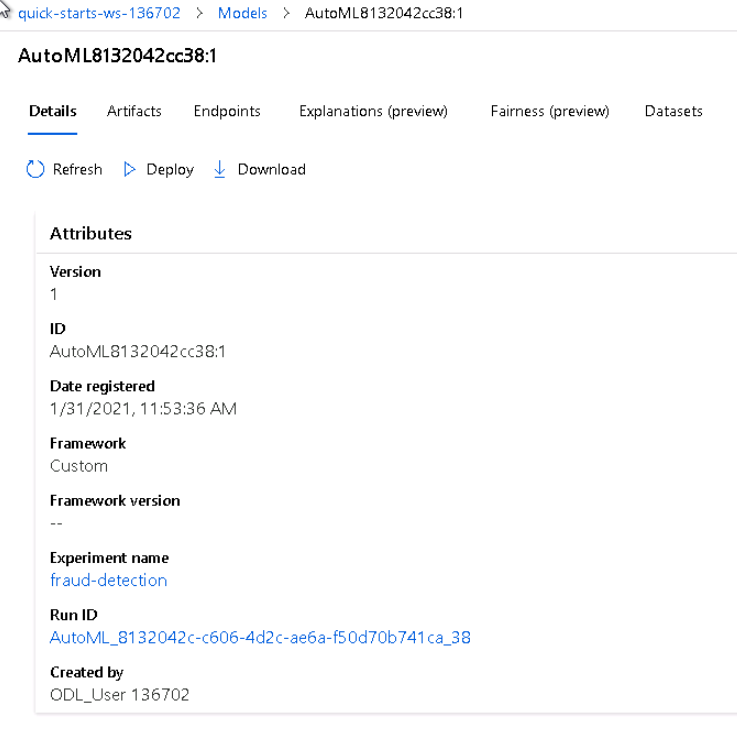 quick-starts-ws-136702 > Models > AutoML8132042cc38:1
AutoML8132042cc38:1
Details Artifacts Endpoints Explanations (preview) Fairness (preview) Datasets
Refresh Deploy Download
Attributes
Version
1
ID
AutoML8132042cc38:1
Date registered
1/31/2021, 11:53:36 AM
Framework
Custom
Framework version
--
Experiment name
fraud-detection
Run ID
AutoML_8132042c-c606-4d2c-ae6a-f50d70b741ca_38
Created by
ODL_User 136702